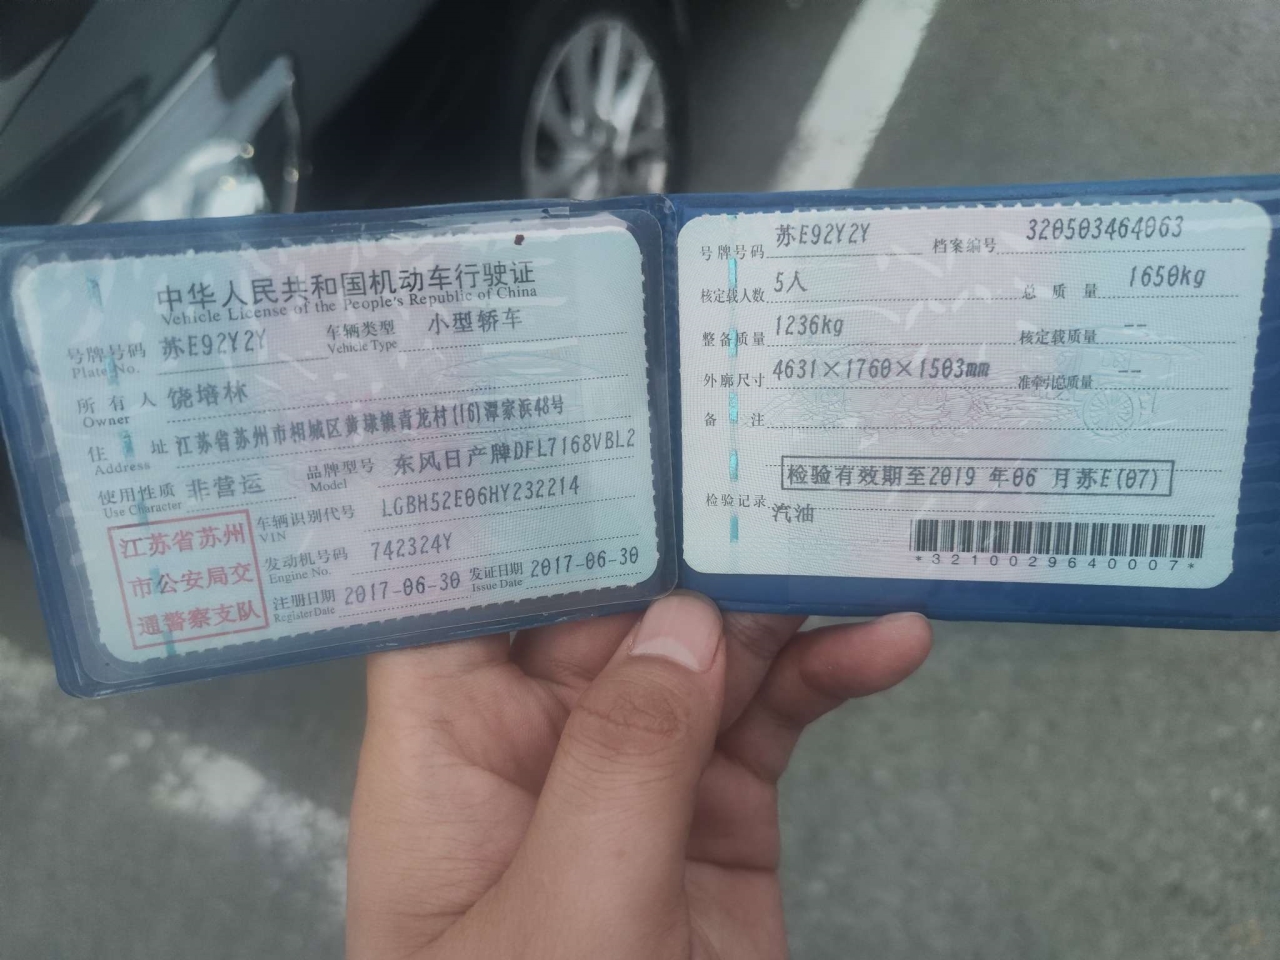 中华人民共和国机动车行驶证
Vehicle License of the People's Republic of China
号牌号码 苏E92Y2Y 车辆类型 小型轿车
Plate No. Vehicle Type
所有人 饶培林
Owner
住址 江苏省苏州市相城区黄埭镇青龙村(16)潭家浜48号
Address
使用性质 非营运 品牌型号 东风日产牌DFL7168VBL2
Use Character Model
车辆识别代号 LGBH52E06HY232214
VIN
发动机号码 742324Y
Engine No.
注册日期 2017-06-30 发证日期 2017-06-30
Register Date Issue Date
江苏省苏州
市公安局交
通警察支队
号牌号码 苏E92Y2Y 档案编号 320503464063
核定载人数 5人 总质量 1650kg
整备质量 1236kg 核定载质量 --
外廓尺寸 4631×1760×1503mm 准牵引总质量 --
备注
检验有效期至2019 年06 月苏E(07)
检验记录
汽油
*3210029640007*